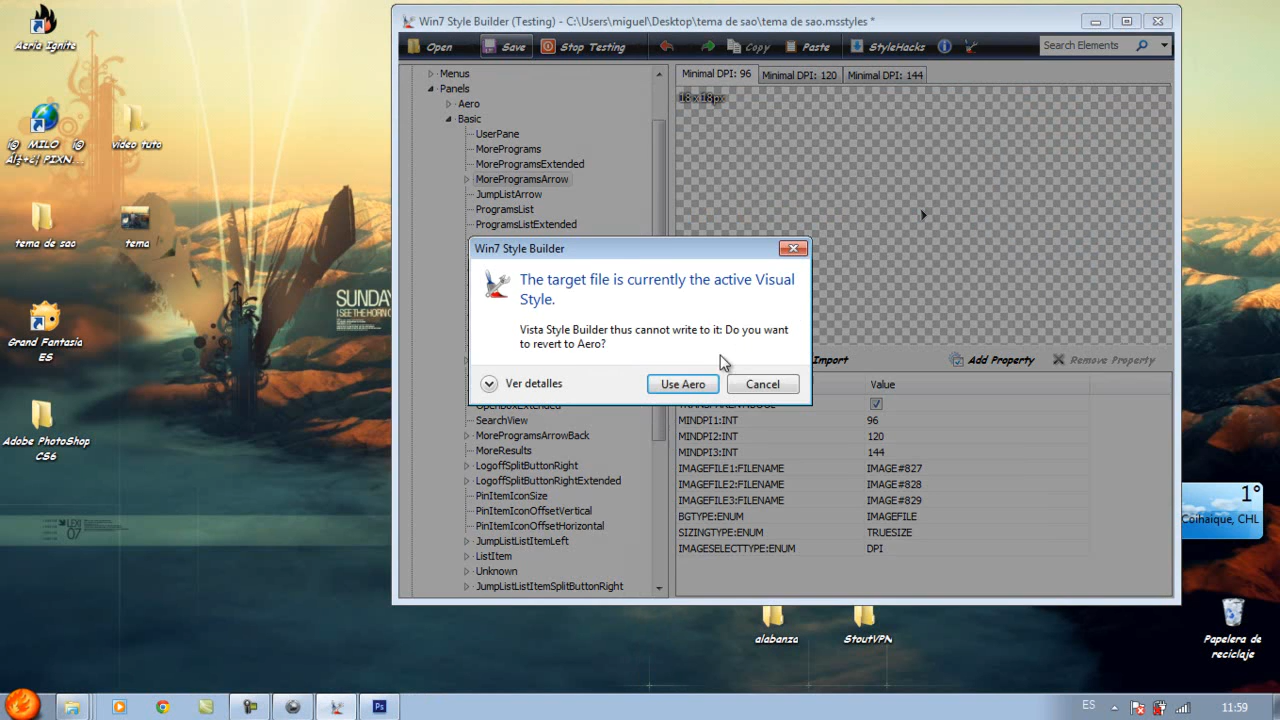 Win7 Style Builder (Testing) - C:\Users\miguel\Desktop\tema de sao\tema de sao.msstyles *
Open
Save
Stop Testing
Copy
Paste
StyleHacks
Search Elements
Menus
Panels
Aero
Basic
UserPane
MorePrograms
MoreProgramsExtended
MoreProgramsArrow
JumpListArrow
ProgramsList
ProgramsListExtended
Minimal DPI: 96
Minimal DPI: 120
Minimal DPI: 144
18x18px
Win7 Style Builder
The target file is currently the active Visual
Style.
Vista Style Builder thus cannot write to it: Do you want
to revert to Aero?
Ver detalles
Use Aero
Cancel
Import
Add Property
Remove Property
Value
OpenBoxExtended
SearchView
MoreProgramsArrowBack
MoreResults
LogoffSplitButtonRight
LogoffSplitButtonRightExtended
PinItemIconSize
PinItemIconOffsetVertical
PinItemIconOffsetHorizontal
JumpListListItemLeft
ListItem
Unknown
JumpListListItemSplitButtonRight
MINDPI1:INT 96
MINDPI2:INT 120
MINDPI3:INT 144
IMAGEFILE1:FILENAME IMAGE#827
IMAGEFILE2:FILENAME IMAGE#828
IMAGEFILE3:FILENAME IMAGE#829
BGTYPE:ENUM IMAGEFILE
SIZINGTYPE:ENUM TRUESIZE
IMAGESELECTTYPE:ENUM DPI
Aeria Ignite
MILO
PIXN...
video tuto
tema de sao
tema
Grand Fantasia
ES
Adobe PhotoShop
CS6
SUNDAY
LEXI
07
1°
Coihaique, CHL
alabanza
StoutVPN
Papelera de
reciclaje
Ps
ES
11:59